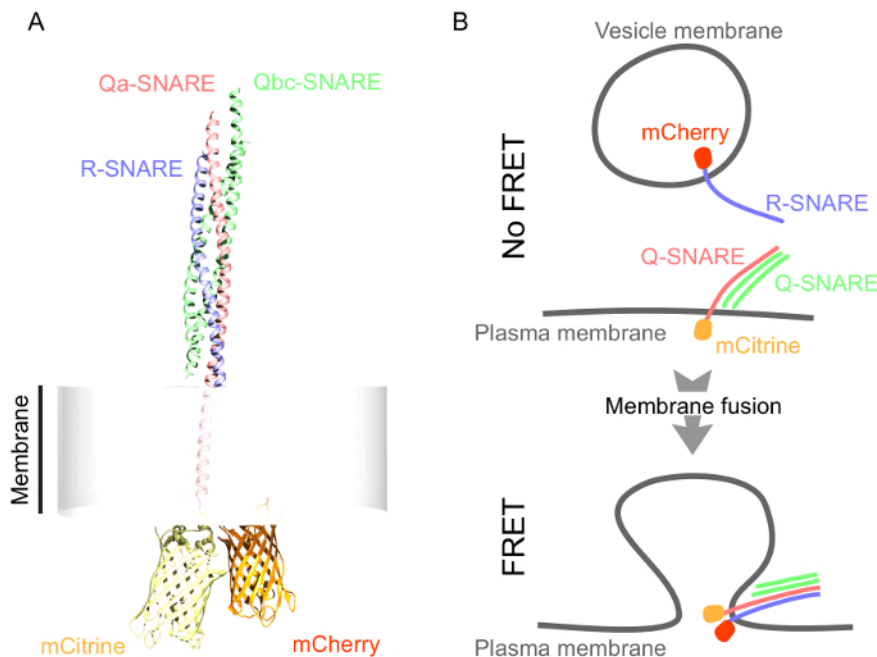 A
Qa-SNARE
Qbc-SNARE
R-SNARE
Membrane
mCitrine
mCherry
B
Vesicle membrane
mCherry
No FRET
R-SNARE
Q-SNARE
Q-SNARE
Plasma membrane
mCitrine
Membrane fusion
FRET
Plasma membrane